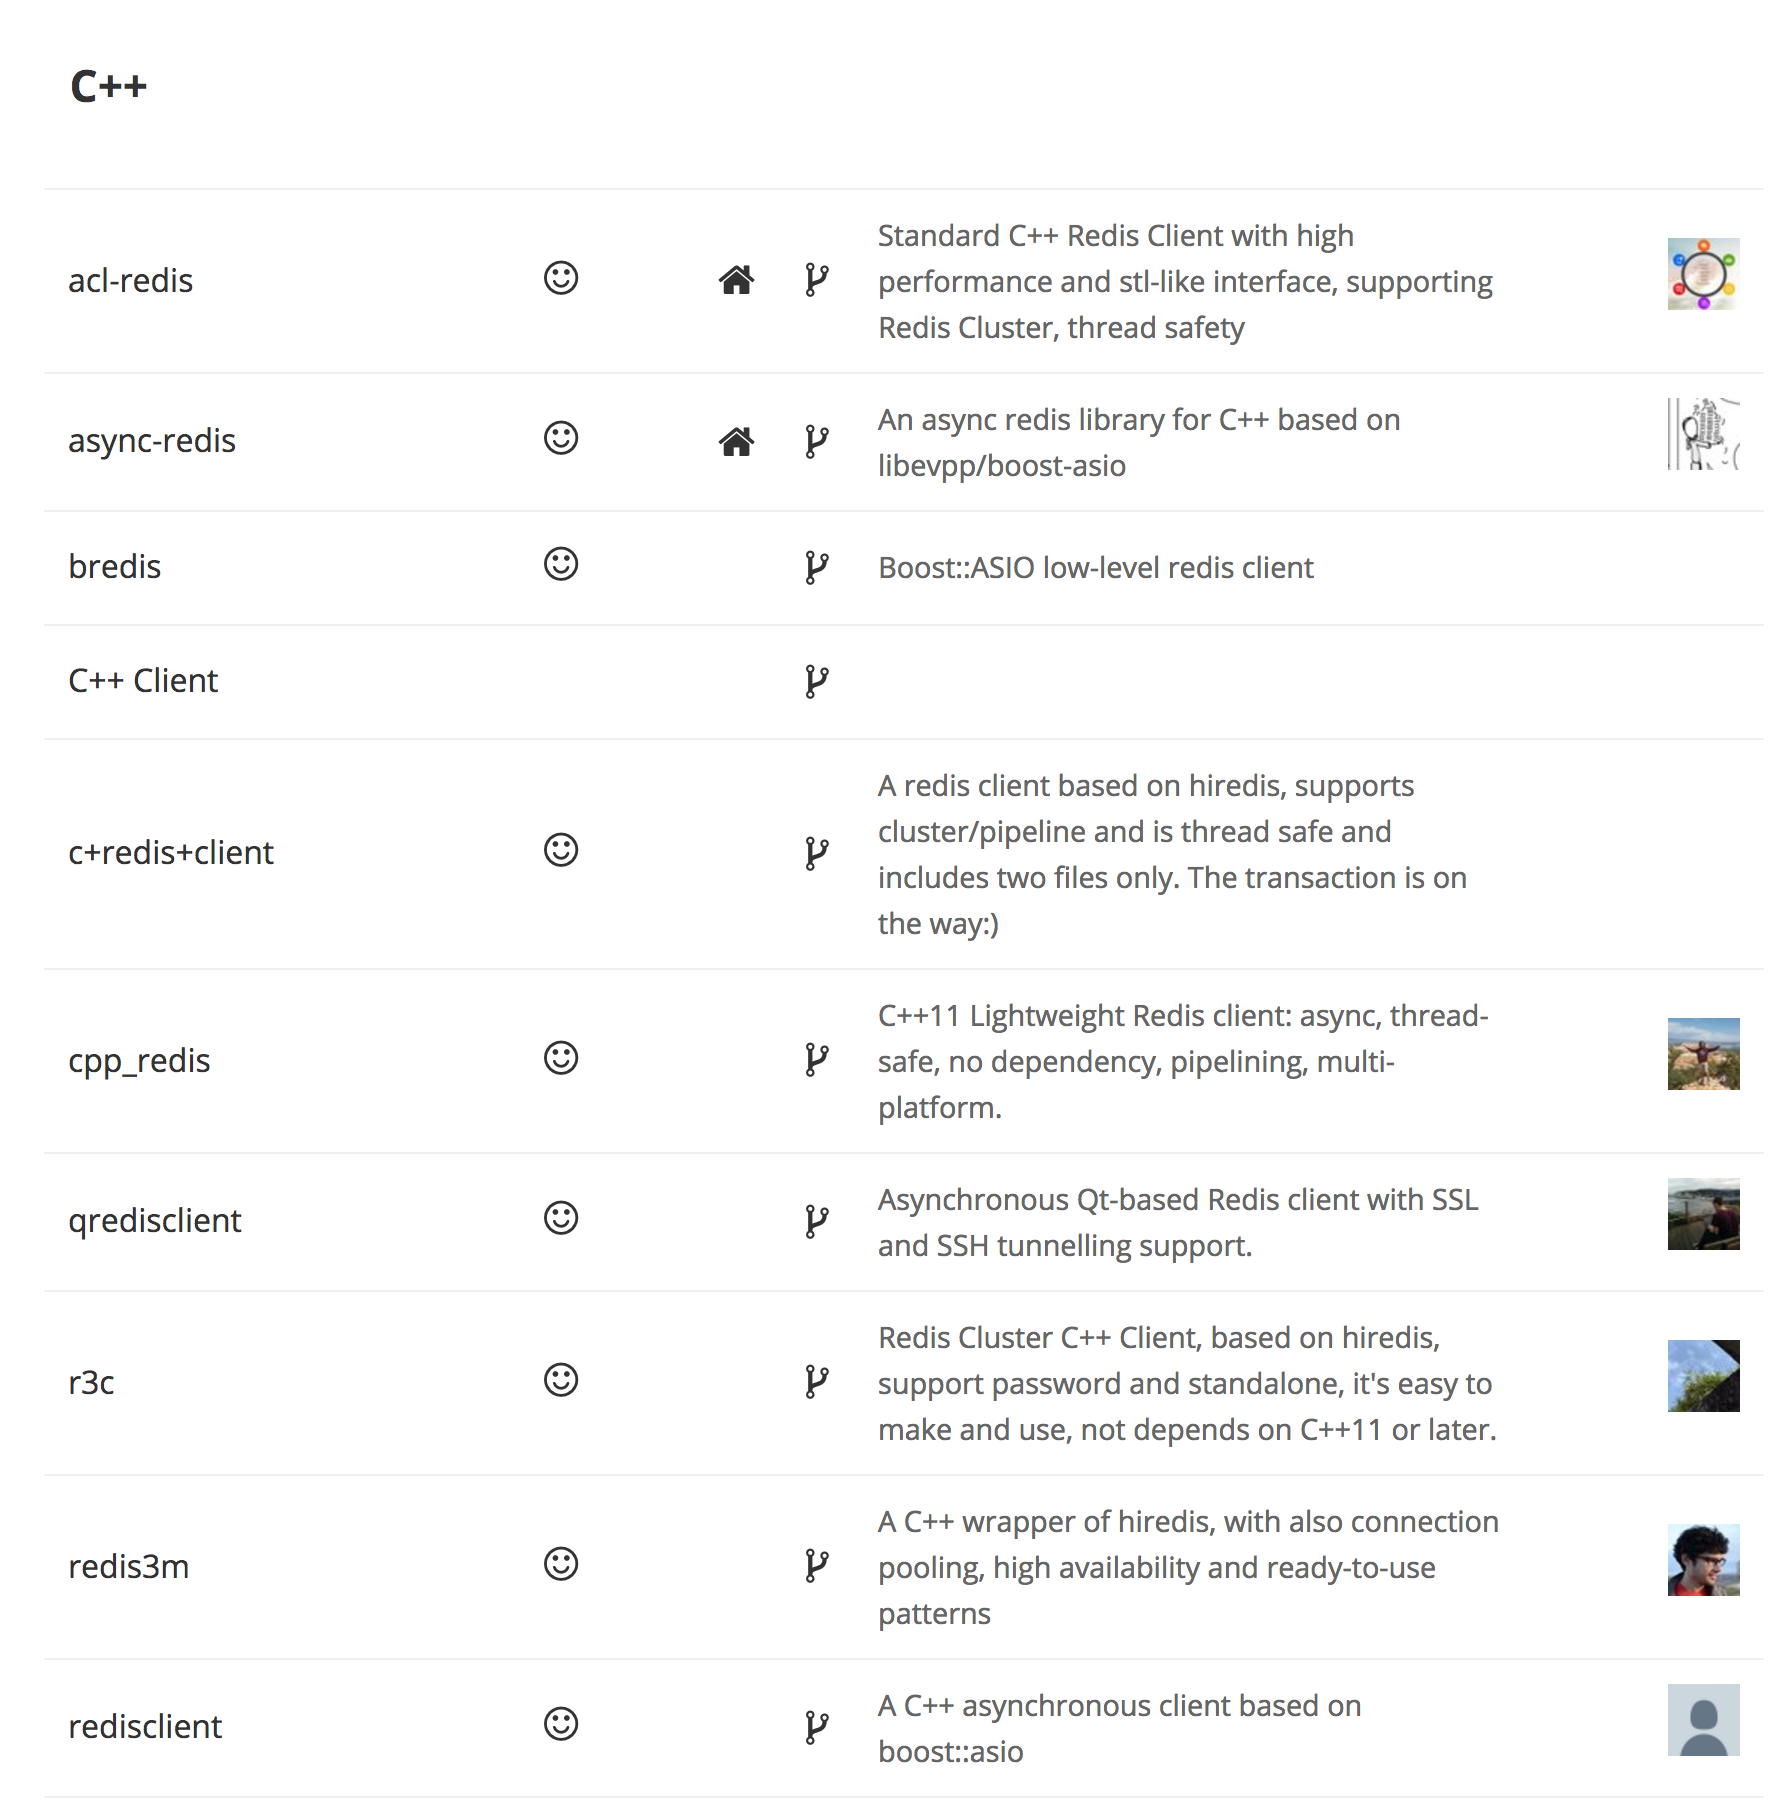 C++
acl-redis
Standard C++ Redis Client with high
performance and stl-like interface, supporting
Redis Cluster, thread safety
async-redis
An async redis library for C++ based on
libevpp/boost-asio
bredis
Boost::ASIO low-level redis client
C++ Client
c+redis+client
A redis client based on hiredis, supports
cluster/pipeline and is thread safe and
includes two files only. The transaction is on
the way:)
cpp_redis
C++11 Lightweight Redis client: async, thread-
safe, no dependency, pipelining, multi-
platform.
qredisclient
Asynchronous Qt-based Redis client with SSL
and SSH tunnelling support.
r3c
Redis Cluster C++ Client, based on hiredis,
support password and standalone, it's easy to
make and use, not depends on C++11 or later.
redis3m
A C++ wrapper of hiredis, with also connection
pooling, high availability and ready-to-use
patterns
redisclient
A C++ asynchronous client based on
boost::asio